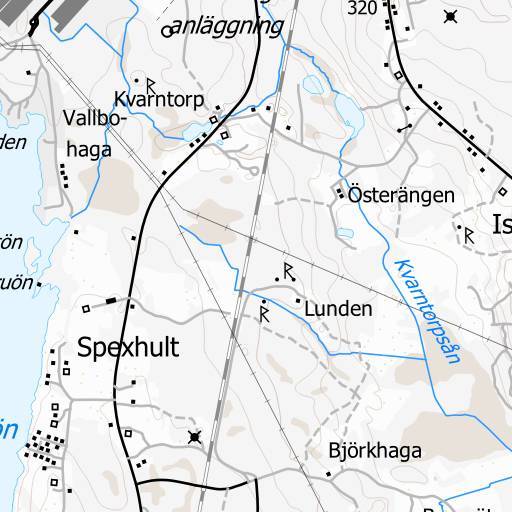 320
anläggning
Kvarntorp
Vallbo-
haga
Österängen
Kvarntorpsån
Lunden
Spexhult
Björkhaga